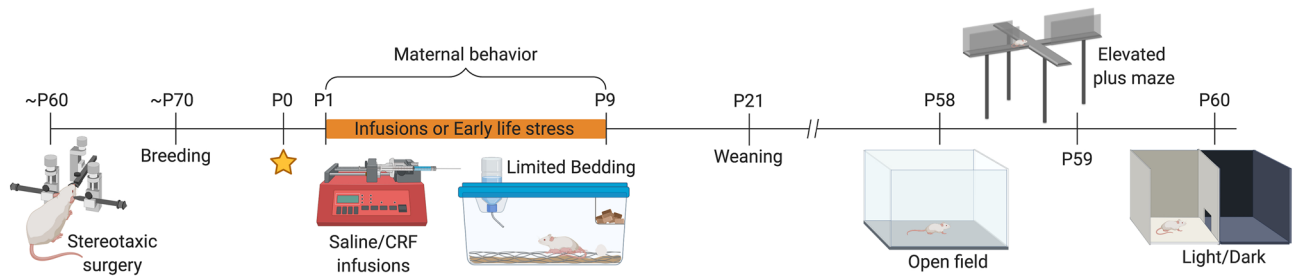 Maternal behavior
~P60
~P70
P0
P1
P9
P21
P58
Elevated
plus maze
P60
Infusions or Early life stress
Breeding
Weaning
P59
Limited Bedding
Stereotaxic
surgery
Saline/CRF
infusions
Open field
Light/Dark